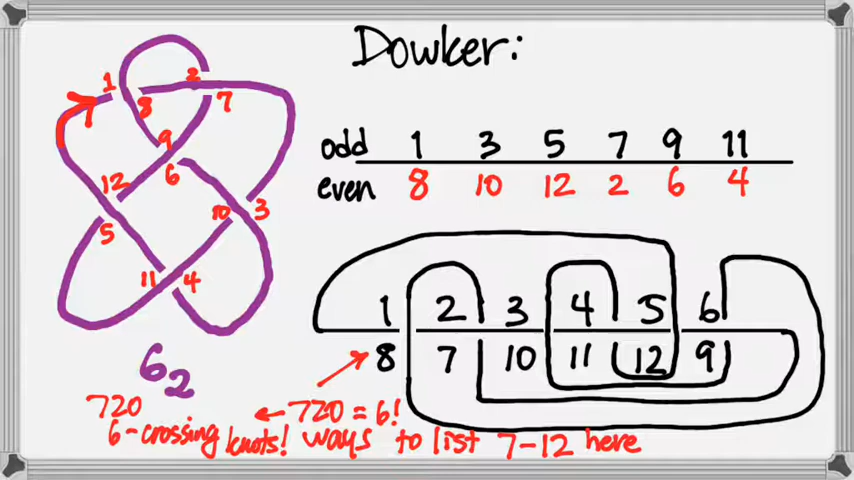 Dowker:
1 2
8 7
9
12 6
5 10 3
11 4
6₂
odd 1 3 5 7 9 11
even 8 10 12 2 6 4
1 2 3 4 5 6
8 7 10 11 12 9
720 ← 720 = 6!
6-crossing knots! ways to list 7-12 here